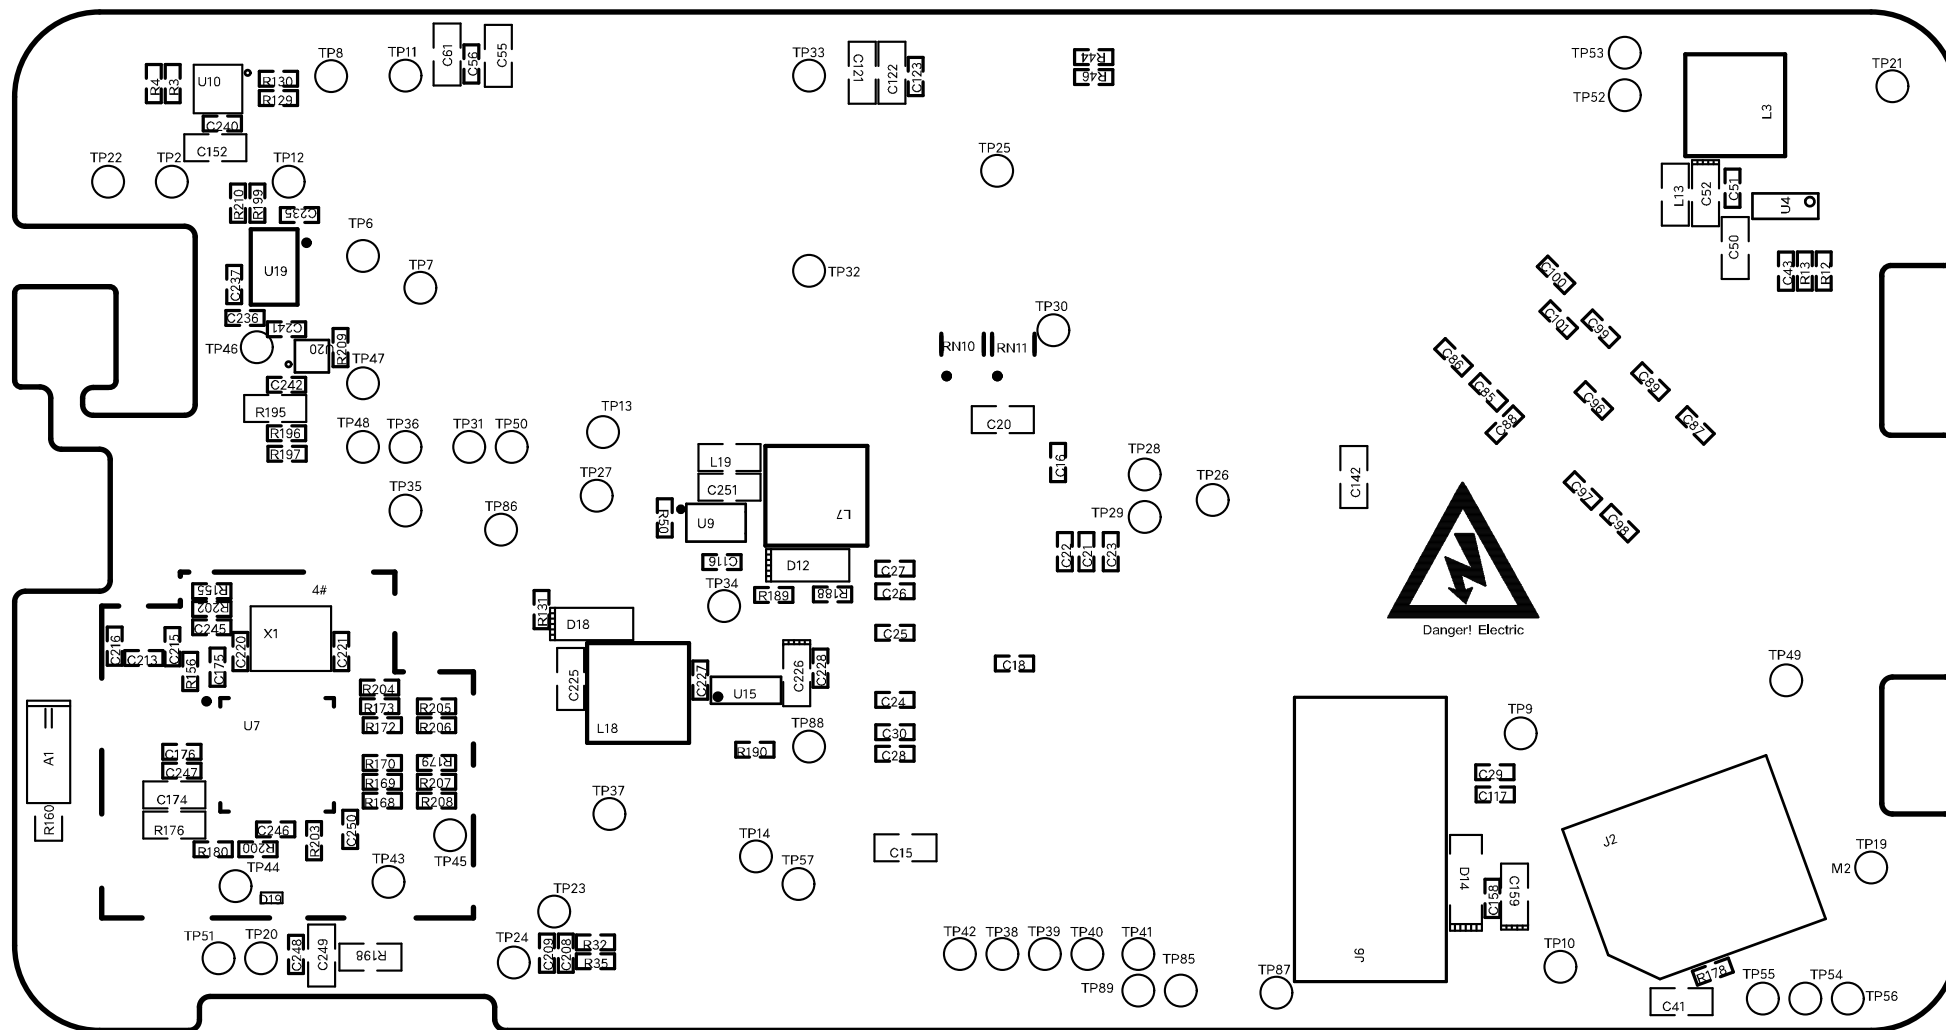 C61
C56
C55
TP8
TP11
TP33
C121
C122
C123
R44
R46
TP53
TP21
R4
R3
U10
R130
R129
TP52
L3
C240
C152
TP22
TP2
TP12
TP25
R210
R199
C235
L13
C52
C51
U4
TP6
C50
U19
TP7
C237
TP32
C100
C43
R13
R12
C236
C241
TP30
C101
C99
TP46
U20
R209
RN10
RN11
TP47
C86
C242
C85
C89
R195
C96
TP13
C20
C88
C87
R196
R197
TP48
TP36
TP31
TP50
L19
C16
TP28
C142
C251
TP27
TP26
C97
TP35
L7
TP86
R50
U9
TP29
C98
C22
C21
C23
C116
D12
C27
R155
4#
R189
R188
C26
TP34
R202
R131
C245
X1
D18
C25
Danger! Electric
C216
C213
C215
C220
C221
R156
C175
C225
C227
C226
C228
C18
TP49
R204
U15
R173
R205
C24
U7
R172
R206
L18
TP88
C30
TP9
R190
C28
A1
C176
R170
R179
C247
R169
R207
C29
C174
R168
R208
TP37
C117
R160
R176
C246
R203
C250
J2
TP45
TP14
C15
R180
R200
TP57
TP19
M2
TP44
TP43
D14
C158
C159
D19
TP23
TP51
TP20
C248
C249
R198
TP24
C209
C208
R32
R35
TP42
TP38
TP39
TP40
TP41
J6
TP10
TP85
R178
TP89
TP87
C41
TP55
TP54
TP56